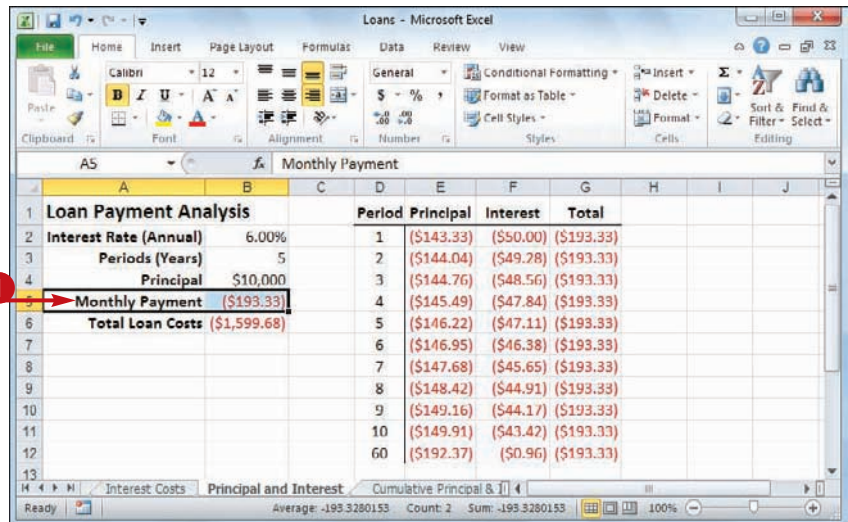 Loans - Microsoft Excel
File Home Insert Page Layout Formulas Data Review View
Calibri 12 General Conditional Formatting Insert Σ
Paste B I U A A $ % , Format as Table Delete Sort & Find &
A .00 .0 Cell Styles Format Filter Select
Clipboard Font Alignment Number Styles Cells Editing
A5 fx Monthly Payment
A B C D E F G H I J
1 Loan Payment Analysis Period Principal Interest Total
2 Interest Rate (Annual) 6.00% 1 ($143.33) ($50.00) ($193.33)
3 Periods (Years) 5 2 ($144.04) ($49.28) ($193.33)
4 Principal $10,000 3 ($144.76) ($48.56) ($193.33)
5 Monthly Payment ($193.33) 4 ($145.49) ($47.84) ($193.33)
6 Total Loan Costs ($1,599.68) 5 ($146.22) ($47.11) ($193.33)
7 6 ($146.95) ($46.38) ($193.33)
8 7 ($147.68) ($45.65) ($193.33)
9 8 ($148.42) ($44.91) ($193.33)
10 9 ($149.16) ($44.17) ($193.33)
11 10 ($149.91) ($43.42) ($193.33)
12 60 ($192.37) ($0.96) ($193.33)
13
Interest Costs Principal and Interest Cumulative Principal & I
Ready Average: -193.3280153 Count: 2 Sum: -193.3280153 100%